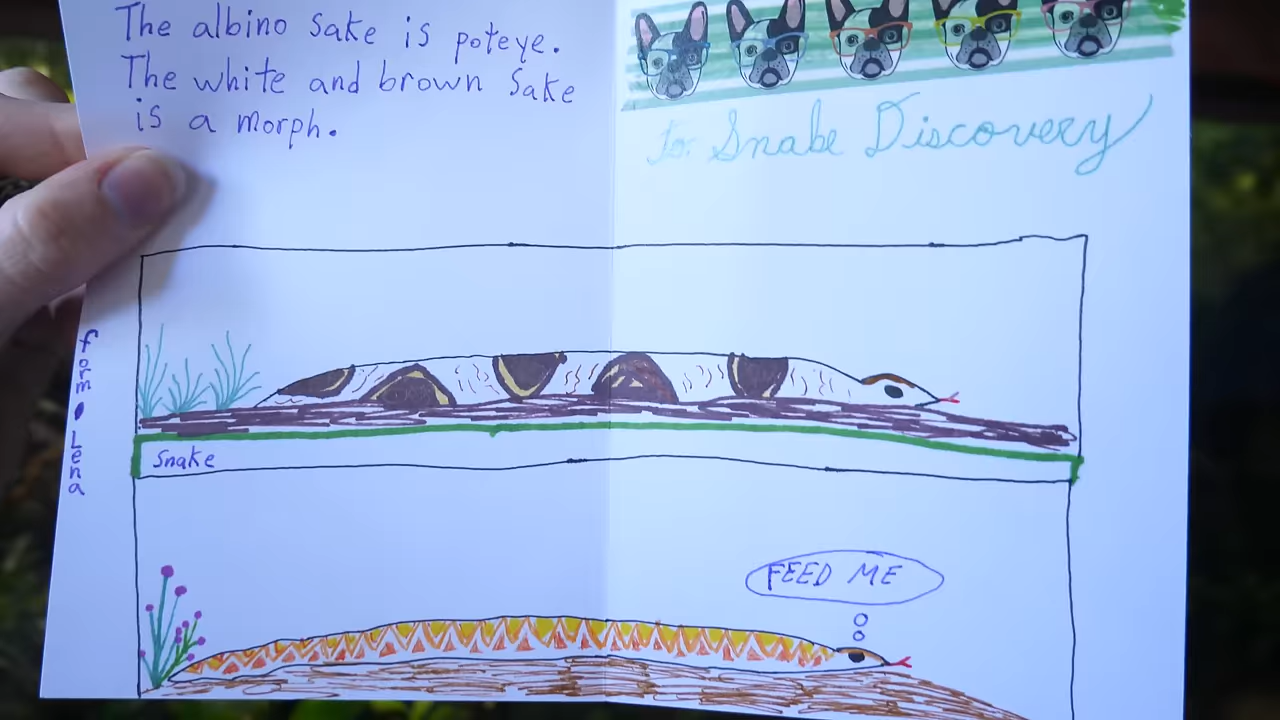 The albino sake is poteye.
The white and brown sake
is a morph.
to: Snake Discovery
from • Lena
Snake
FEED ME